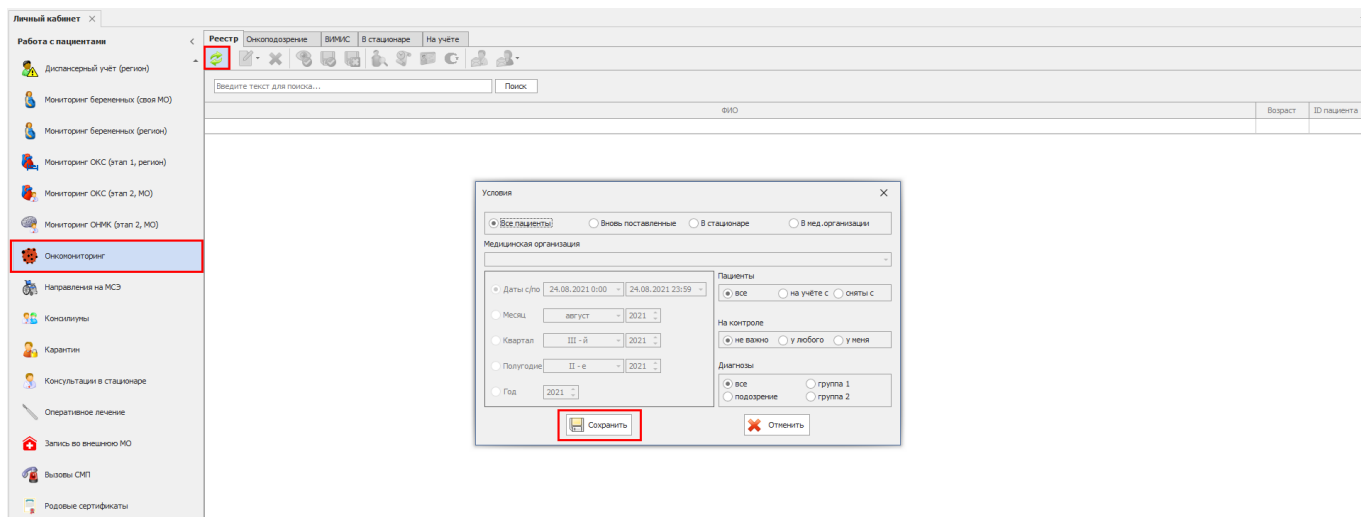 Личный кабинет
Работа с пациентами
Диспансерный учёт (регион)
Мониторинг беременных (своя МО)
Мониторинг беременных (регион)
Мониторинг ОКС (этап 1, регион)
Мониторинг ОКС (этап 2, МО)
Мониторинг ОНМК (этап 2, МО)
Онкомониторинг
Направления на МСЭ
Консилиумы
Карантин
Консультации в стационаре
Оперативное лечение
Запись во внешнюю МО
Вызовы СМП
Родовые сертификаты
Реестр Онкоподозрение ВИМИС В стационаре На учёте
Введите текст для поиска... Поиск
ФИО Возраст ID пациента
Условия
Все пациенты Вновь поставленные В стационаре В мед.организации
Медицинская организация
Даты с/по 24.08.2021 0:00 24.08.2021 23:59
Месяц август 2021
Квартал III - й 2021
Полугодие II - е 2021
Год 2021
Пациенты
все на учёте с сняты с
На контроле
не важно у любого у меня
Диагнозы
все группа 1
подозрение группа 2
Сохранить Отменить